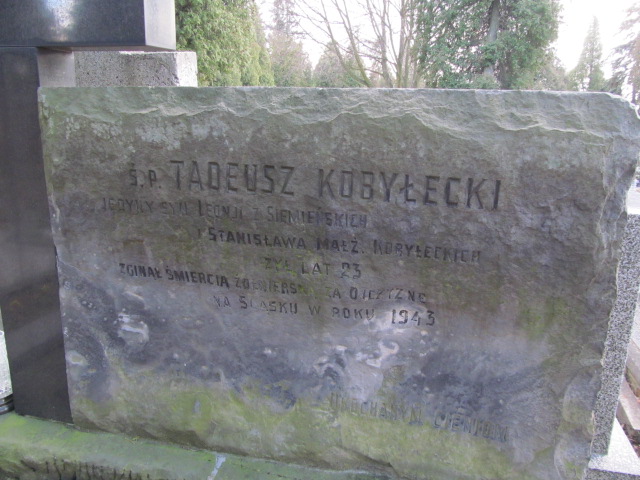 Ś.P. TADEUSZ KOBYŁECKI
JEDYNY SYN LEONJI Z SIEMIEŃSKICH
I STANISŁAWA MAŁŻ. KOBYŁECKICH
ŻYŁ LAT 23
ZGINĄŁ ŚMIERCIĄ ŻOŁNIERSKĄ ZA OJCZYZNĘ
NA ŚLĄSKU W ROKU 1943